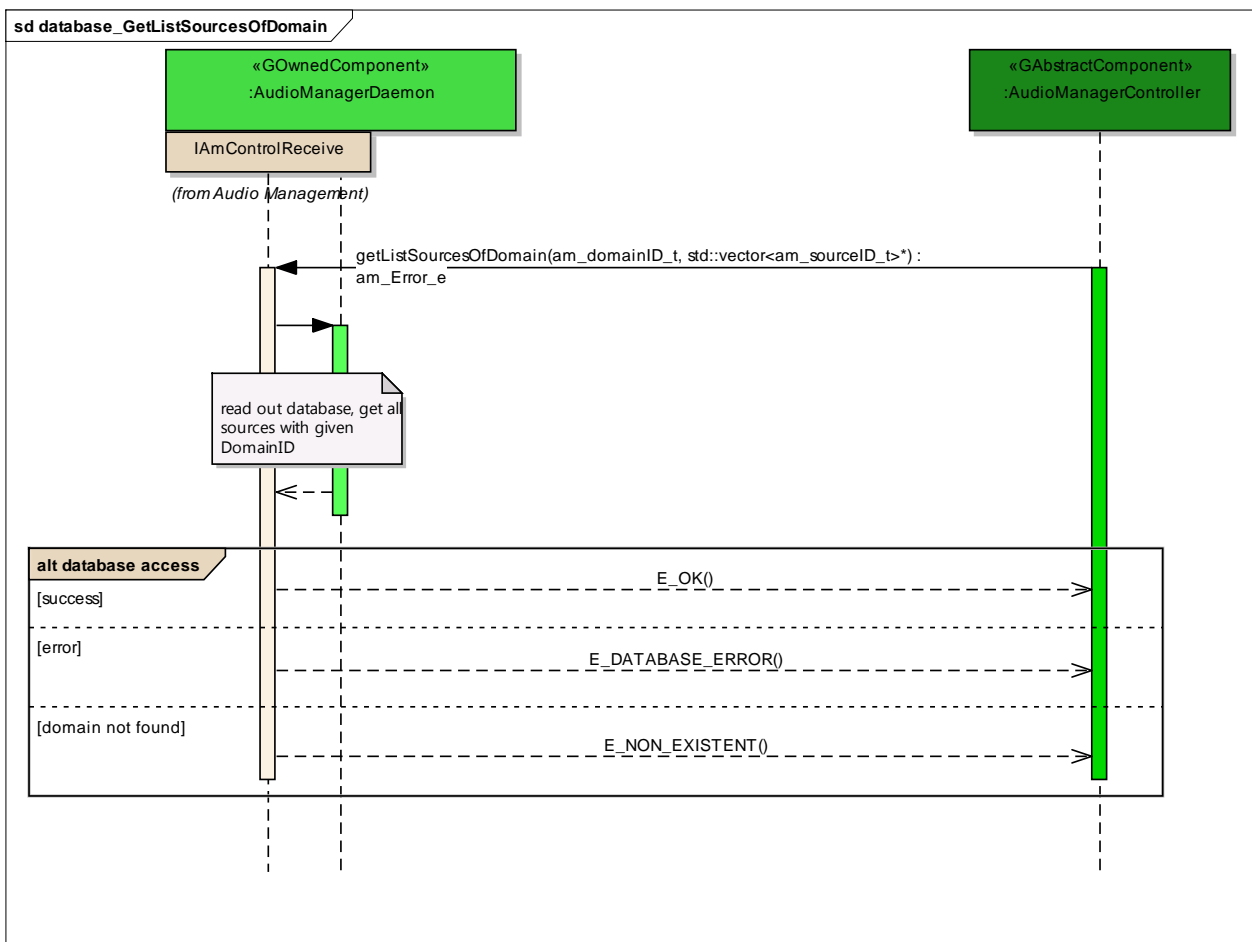 sd database_GetListSourcesOfDomain
«GOwnedComponent»
:AudioManagerDaemon
«GAbstractComponent»
:AudioManagerController
IAmControlReceive
(from Audio Management)
getListSourcesOfDomain(am_domainID_t, std::vector<am_sourceID_t>*) :
am_Error_e
read out database, get all
sources with given
DomainID
alt database access
E_OK()
[success]
[error]
E_DATABASE_ERROR()
[domain not found]
E_NON_EXISTENT()